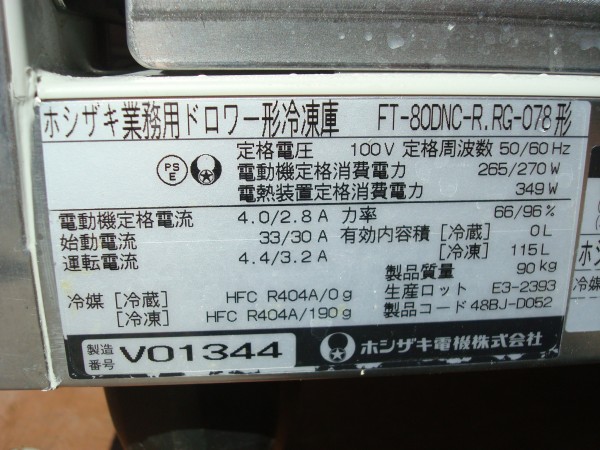 ホシザキ業務用ドロワー形冷凍庫 FT-80DNC-R.RG-078形
PS E
定格電圧 100V 定格周波数 50/60Hz
電動機定格消費電力 265/270W
電熱装置定格消費電力 349W
電動機定格電流 4.0/2.8A 力率 66/96%
始動電流 33/30A 有効内容積[冷蔵] 0L
運転電流 4.4/3.2A [冷凍] 115L
製品質量 90kg
冷媒[冷蔵] HFC R404A/0g 生産ロット E3-2393
[冷凍] HFC R404A/190g 製品コード 48BJ-D052
製造番号 V01344 ホシザキ電機株式会社